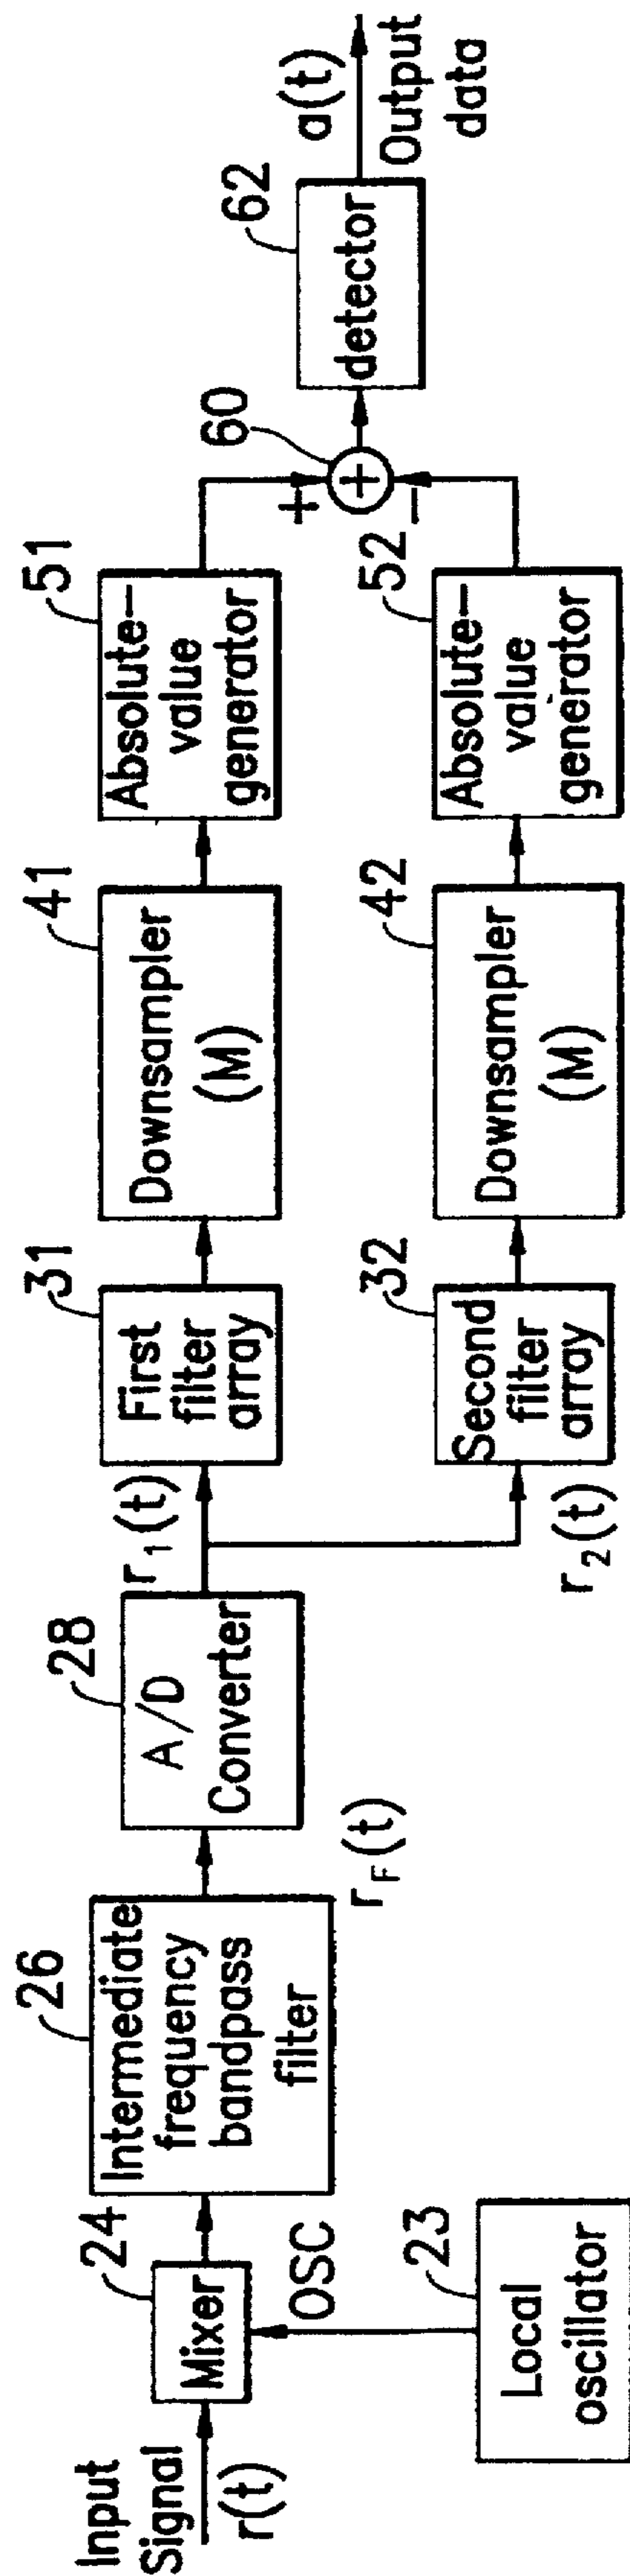 Input
Signal
r(t)
24
Mixer
OSC
23
Local
oscillator
26
Intermediate
frequency
bandpass
filter
r_F(t)
28
A/D
Converter
r_1(t)
r_2(t)
31
First
filter
array
32
Second
filter
array
41
Downsampler
(M)
42
Downsampler
(M)
51
Absolute-
value
generator
52
Absolute-
value
generator
60
+
+
-
62
detector
a(t)
Output
data